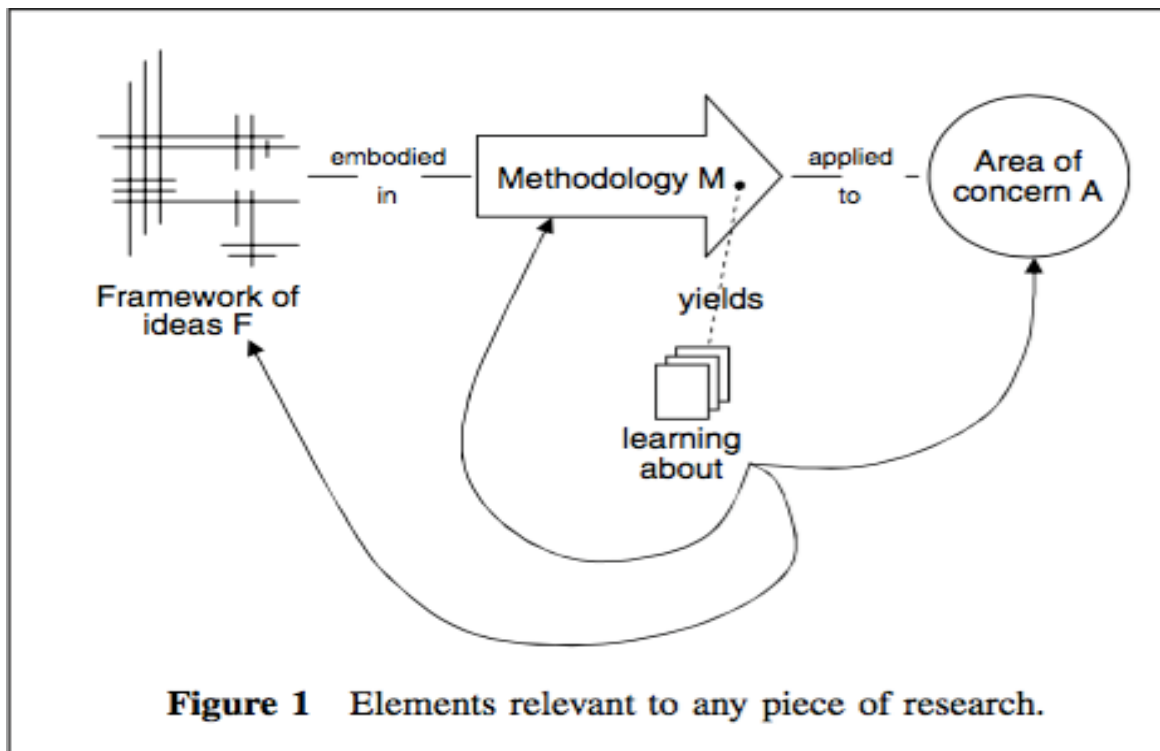 embodied
in
Methodology M
applied
to
Area of
concern A
Framework of
ideas F
yields
learning
about
Figure 1 Elements relevant to any piece of research.